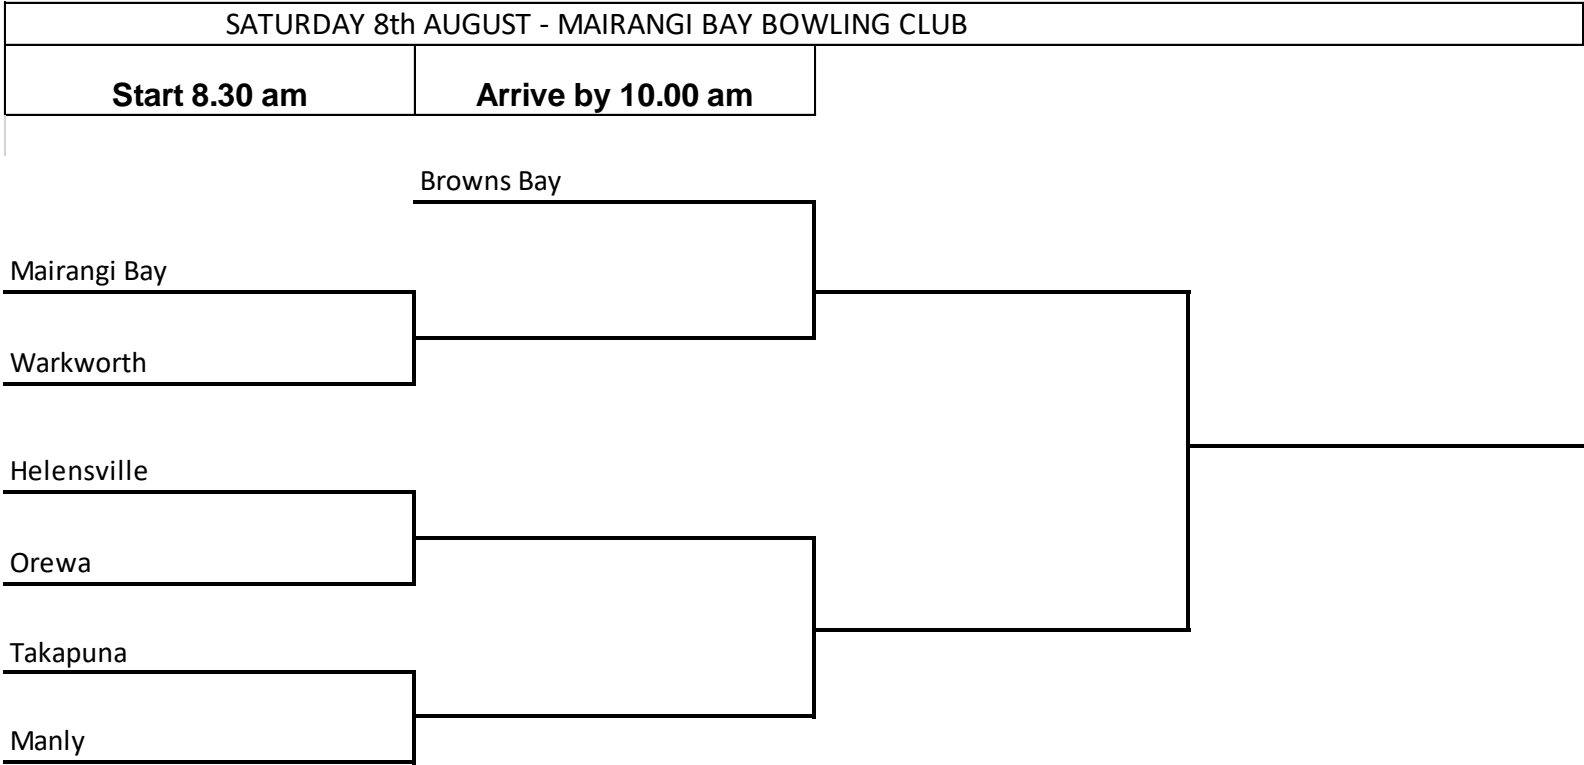 SATURDAY 8th AUGUST - MAIRANGI BAY BOWLING CLUB
Start 8.30 am
Arrive by 10.00 am
Browns Bay
Mairangi Bay
Warkworth
Helensville
Orewa
Takapuna
Manly